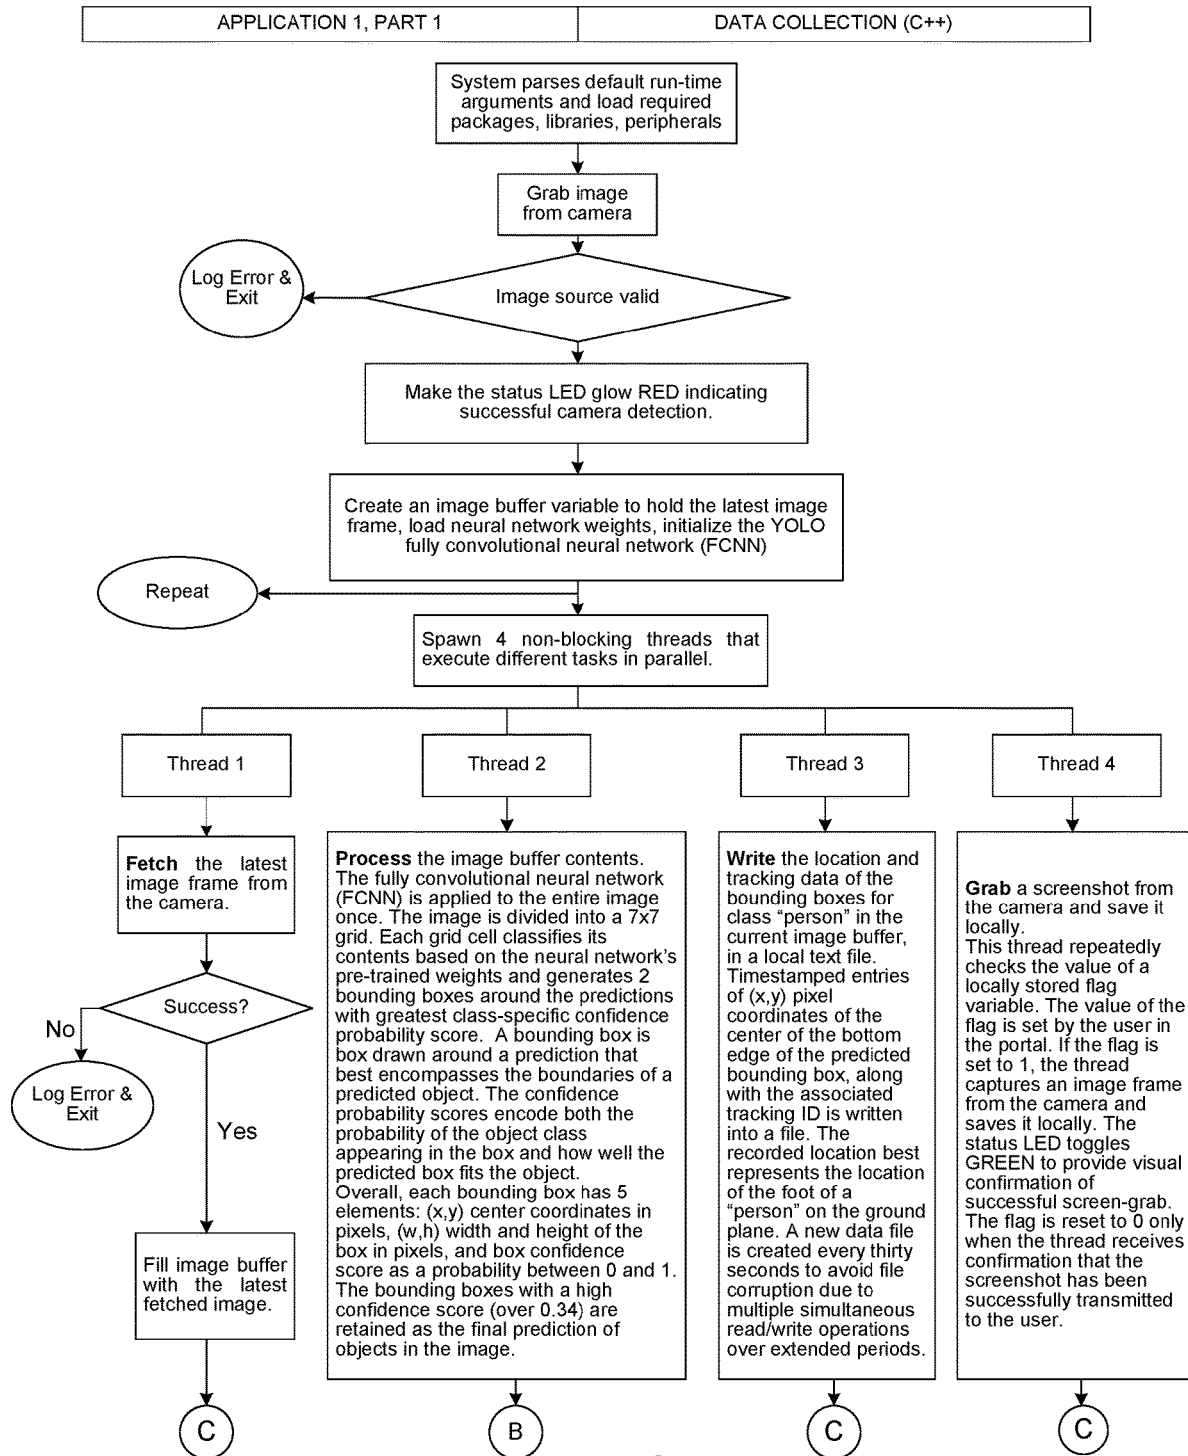 APPLICATION 1, PART 1
DATA COLLECTION (C++)
System parses default run-time
arguments and load required
packages, libraries, peripherals
Grab image
from camera
Log Error &
Exit
Image source valid
Make the status LED glow RED indicating
successful camera detection.
Create an image buffer variable to hold the latest image
frame, load neural network weights, initialize the YOLO
fully convolutional neural network (FCNN)
Repeat
Spawn 4 non-blocking threads that
execute different tasks in parallel.
Thread 1
Thread 2
Thread 3
Thread 4
Fetch the latest
image frame from
the camera.
Success?
No
Log Error &
Exit
Yes
Fill image buffer
with the latest
fetched image.
C
Process the image buffer contents.
The fully convolutional neural network
(FCNN) is applied to the entire image
once. The image is divided into a 7x7
grid. Each grid cell classifies its
contents based on the neural network's
pre-trained weights and generates 2
bounding boxes around the predictions
with greatest class-specific confidence
probability score. A bounding box is
box drawn around a prediction that
best encompasses the boundaries of a
predicted object. The confidence
probability scores encode both the
probability of the object class
appearing in the box and how well the
predicted box fits the object.
Overall, each bounding box has 5
elements: (x,y) center coordinates in
pixels, (w,h) width and height of the
box in pixels, and box confidence
score as a probability between 0 and 1.
The bounding boxes with a high
confidence score (over 0.34) are
retained as the final prediction of
objects in the image.
B
Write the location and
tracking data of the
bounding boxes for
class “person” in the
current image buffer,
in a local text file.
Timestamped entries
of (x,y) pixel
coordinates of the
center of the bottom
edge of the predicted
bounding box, along
with the associated
tracking ID is written
into a file. The
recorded location best
represents the location
of the foot of a
“person” on the ground
plane. A new data file
is created every thirty
seconds to avoid file
corruption due to
multiple simultaneous
read/write operations
over extended periods.
C
Grab a screenshot from
the camera and save it
locally.
This thread repeatedly
checks the value of a
locally stored flag
variable. The value of the
flag is set by the user in
the portal. If the flag is
set to 1, the thread
captures an image frame
from the camera and
saves it locally. The
status LED toggles
GREEN to provide visual
confirmation of
successful screen-grab.
The flag is reset to 0 only
when the thread receives
confirmation that the
screenshot has been
successfully transmitted
to the user.
C